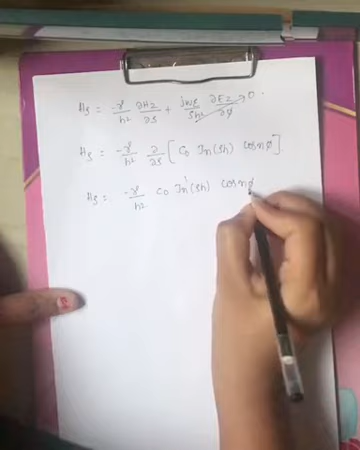 Hρ = -γ/h² ∂Hz/∂ρ + jωε/ρh² ∂Ez/∂φ → 0
Hρ = -γ/h² ∂/∂ρ [ C₀ Jn(ρh) cosnφ ]
Hρ = -γ/h² C₀ Jn'(ρh) cosnφ